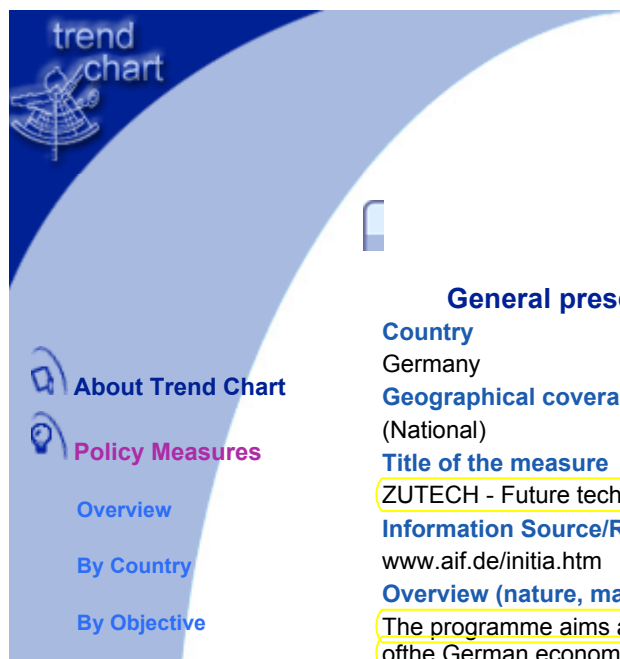 trend
chart
About Trend Chart
Policy Measures
Overview
By Country
By Objective
General prese
Country
Germany
Geographical covera
(National)
Title of the measure
ZUTECH - Future tech
Information Source/R
www.aif.de/initia.htm
Overview (nature, ma
The programme aims a
ofthe German econom